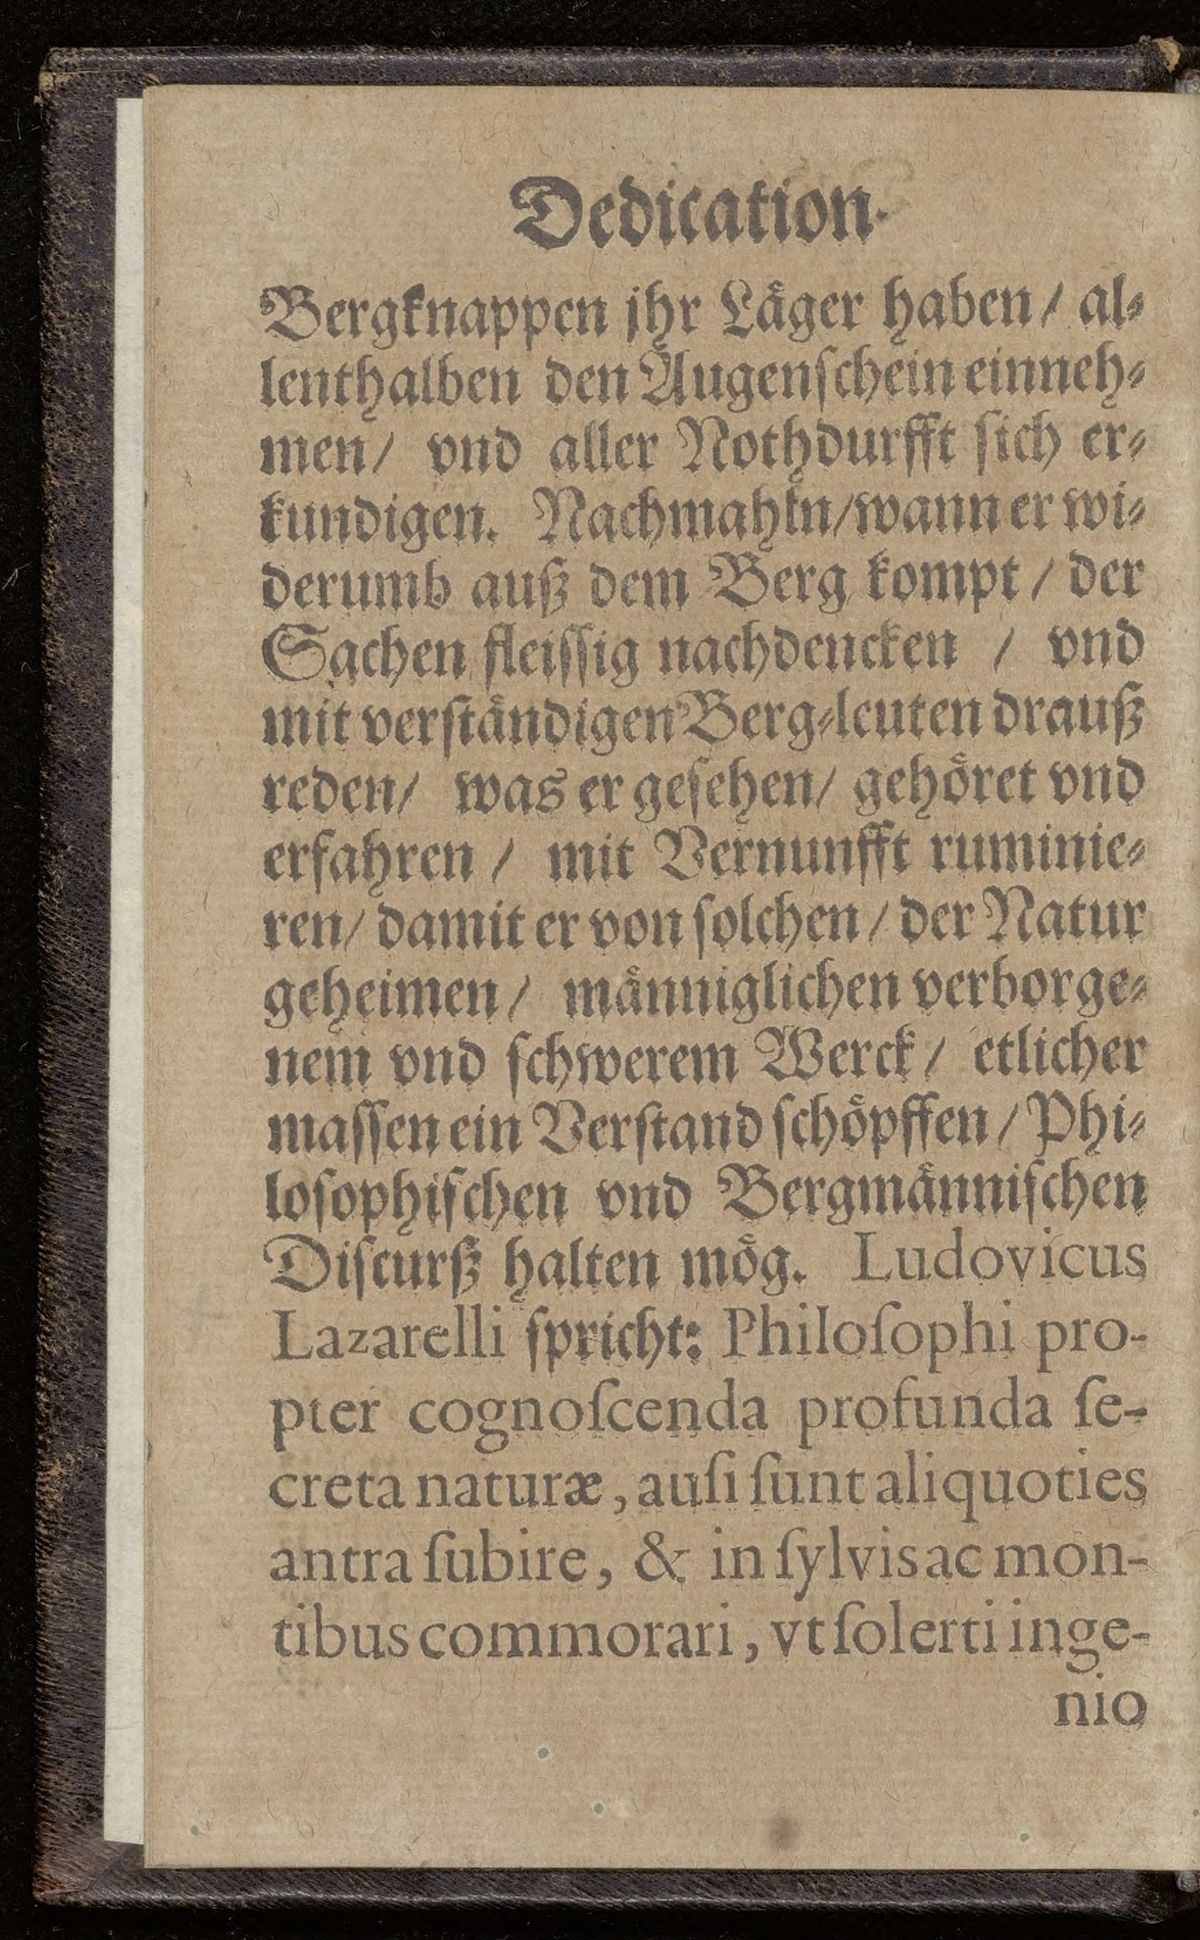 Dedication.
Bergknappen jhr Läger haben / al⸗
lenthalben den Augenſchein einneh⸗
men / vnd aller Nothdurfft ſich er⸗
kundigen. Nachmahln / wann er wi⸗
derumb auß dem Berg kompt / der
Sachen fleiſſig nachdencken / vnd
mit verſtändigen Berg⸗leuten drauß
reden / was er geſehen / gehöret vnd
erfahren / mit Vernunfft ruminie⸗
ren / damit er von ſolchen / der Natur
geheimen / männiglichen verborge⸗
nem vnd ſchwerem Werck / etlicher
maſſen ein Verſtand ſchöpffen / Phi⸗
loſophiſchen vnd Bergmänniſchen
Diſcurß halten mög. Ludovicus
Lazarelli ſpricht: Philoſophi pro-
pter cognoſcenda profunda ſe-
creta naturæ, auſi ſunt aliquoties
antra ſubire, & in ſylvis ac mon-
tibus commorari, vt ſolerti inge-
nio